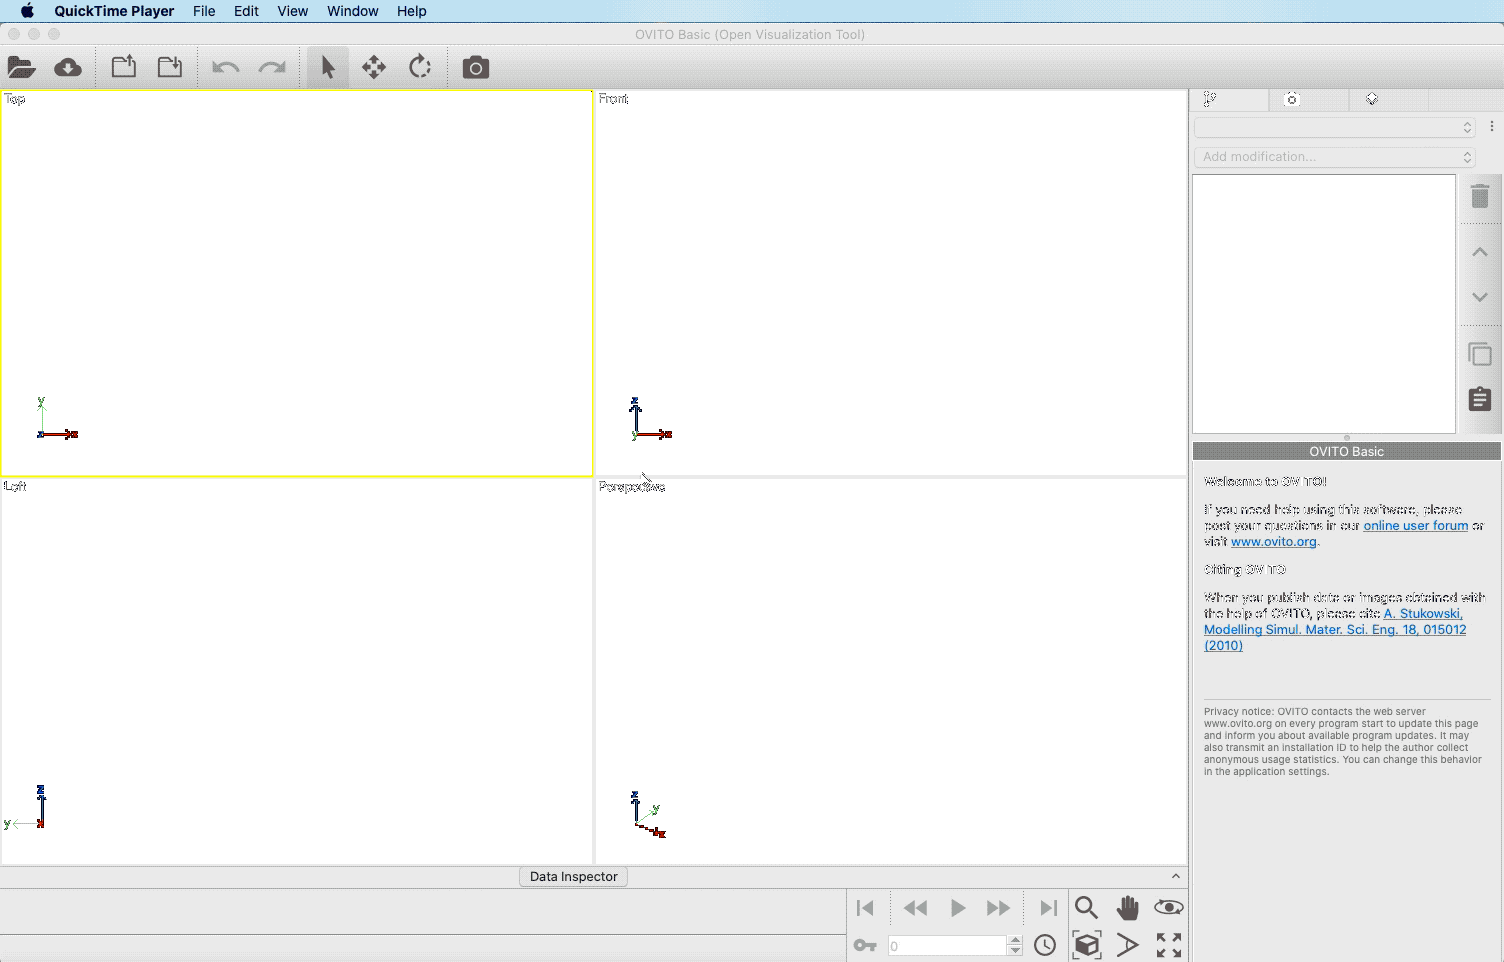 QuickTime Player File Edit View Window Help
OVITO Basic (Open Visualization Tool)
Top
Front
Add modification...
y
x
z
y
x
Left
Perspective
z
y
x
z
y
x
OVITO Basic
Welcome to OVITO!
If you need help using this software, please
post your questions in our online user forum or
visit www.ovito.org.
Citing OVITO
When you publish data or images obtained with
the help of OVITO, please cite A. Stukowski,
Modelling Simul. Mater. Sci. Eng. 18, 015012
(2010)
Privacy notice: OVITO contacts the web server
www.ovito.org on every program start to update this page
and inform you about available program updates. It may
also transmit an installation ID to help the author collect
anonymous usage statistics. You can change this behavior
in the application settings.
Data Inspector
0